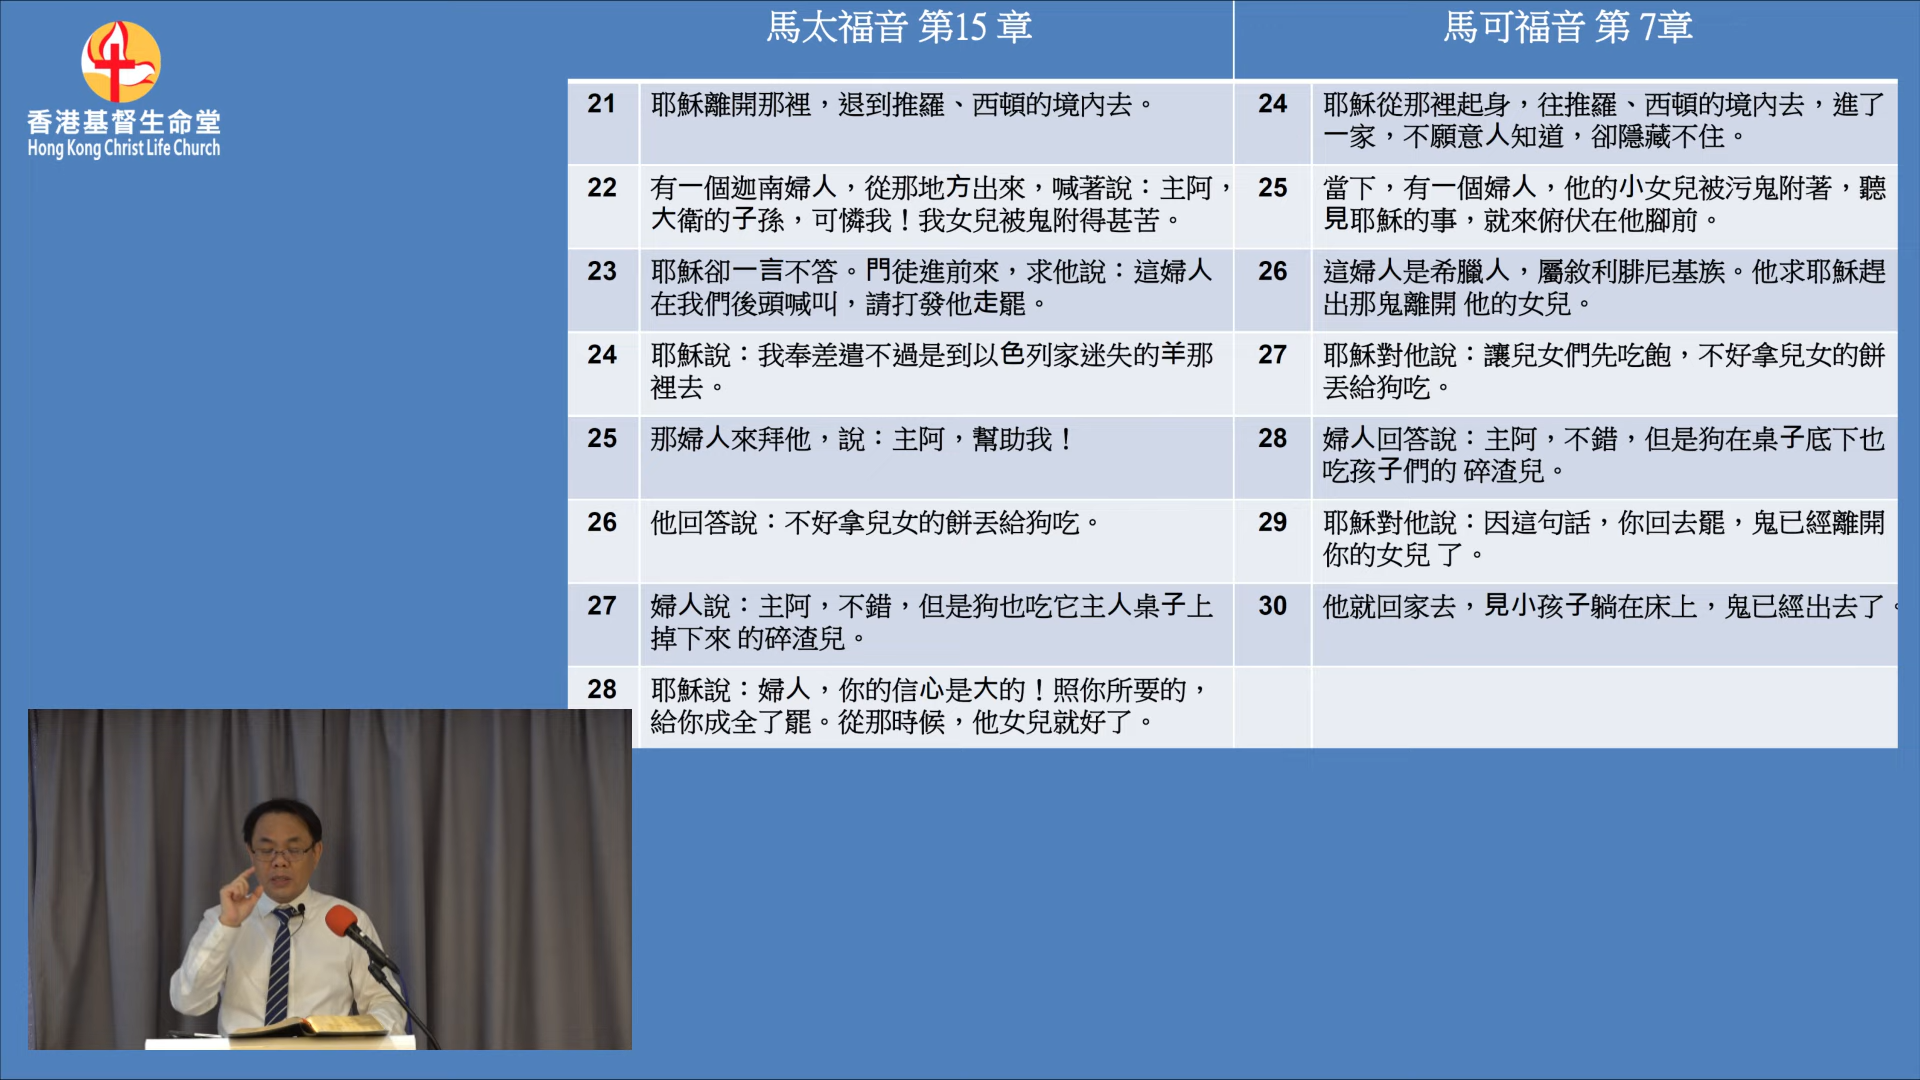 香港基督生命堂
Hong Kong Christ Life Church
馬太福音 第15 章
馬可福音 第 7章
21
耶穌離開那裡，退到推羅、西頓的境內去。
24
耶穌從那裡起身，往推羅、西頓的境內去，進了
一家，不願意人知道，卻隱藏不住。
22
有一個迦南婦人，從那地方出來，喊著說：主阿，
大衛的子孫，可憐我！我女兒被鬼附得甚苦。
25
當下，有一個婦人，他的小女兒被污鬼附著，聽
見耶穌的事，就來俯伏在他腳前。
23
耶穌卻一言不答。門徒進前來，求他說：這婦人
在我們後頭喊叫，請打發他走罷。
26
這婦人是希臘人，屬敘利腓尼基族。他求耶穌趕
出那鬼離開 他的女兒。
24
耶穌說：我奉差遣不過是到以色列家迷失的羊那
裡去。
27
耶穌對他說：讓兒女們先吃飽，不好拿兒女的餅
丟給狗吃。
25
那婦人來拜他，說：主阿，幫助我！
28
婦人回答說：主阿，不錯，但是狗在桌子底下也
吃孩子們的 碎渣兒。
26
他回答說：不好拿兒女的餅丟給狗吃。
29
耶穌對他說：因這句話，你回去罷，鬼已經離開
你的女兒 了。
27
婦人說：主阿，不錯，但是狗也吃它主人桌子上
掉下來 的碎渣兒。
30
他就回家去，見小孩子躺在床上，鬼已經出去了。
28
耶穌說：婦人，你的信心是大的！照你所要的，
給你成全了罷。從那時候，他女兒就好了。